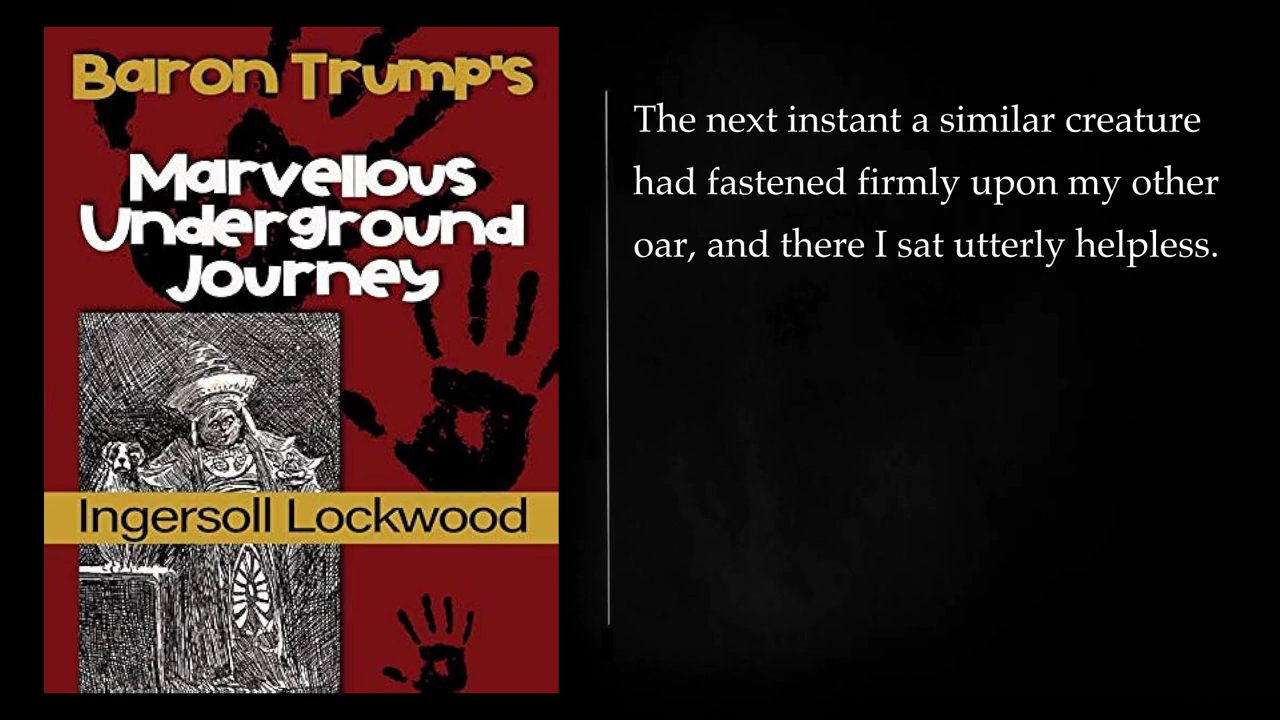 Baron Trump's
Marvellous
Underground
Journey
Ingersoll Lockwood
The next instant a similar creature
had fastened firmly upon my other
oar, and there I sat utterly helpless.